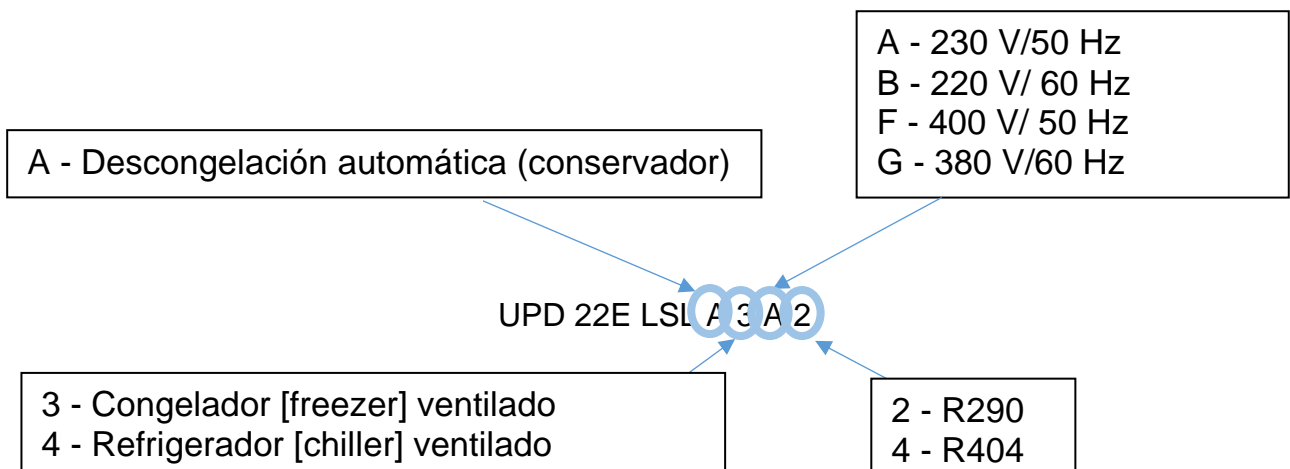 A - 230 V/50 Hz
B - 220 V/ 60 Hz
F - 400 V/ 50 Hz
G - 380 V/60 Hz
A - Descongelación automática (conservador)
UPD 22E LSL A 3 A 2
3 - Congelador [freezer] ventilado
4 - Refrigerador [chiller] ventilado
2 - R290
4 - R404